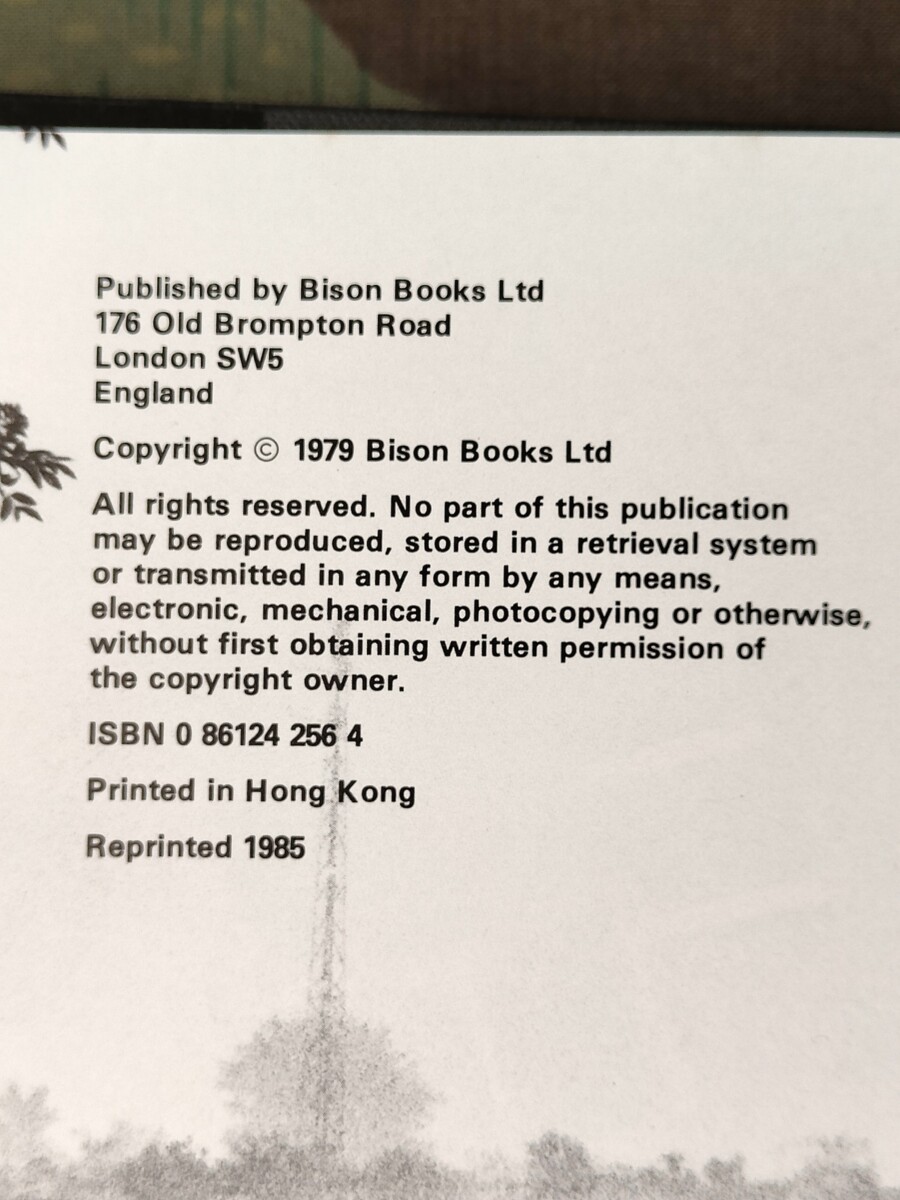 Published by Bison Books Ltd
176 Old Brompton Road
London SW5
England
Copyright © 1979 Bison Books Ltd
All rights reserved. No part of this publication
may be reproduced, stored in a retrieval system
or transmitted in any form by any means,
electronic, mechanical, photocopying or otherwise,
without first obtaining written permission of
the copyright owner.
ISBN 0 86124 256 4
Printed in Hong Kong
Reprinted 1985